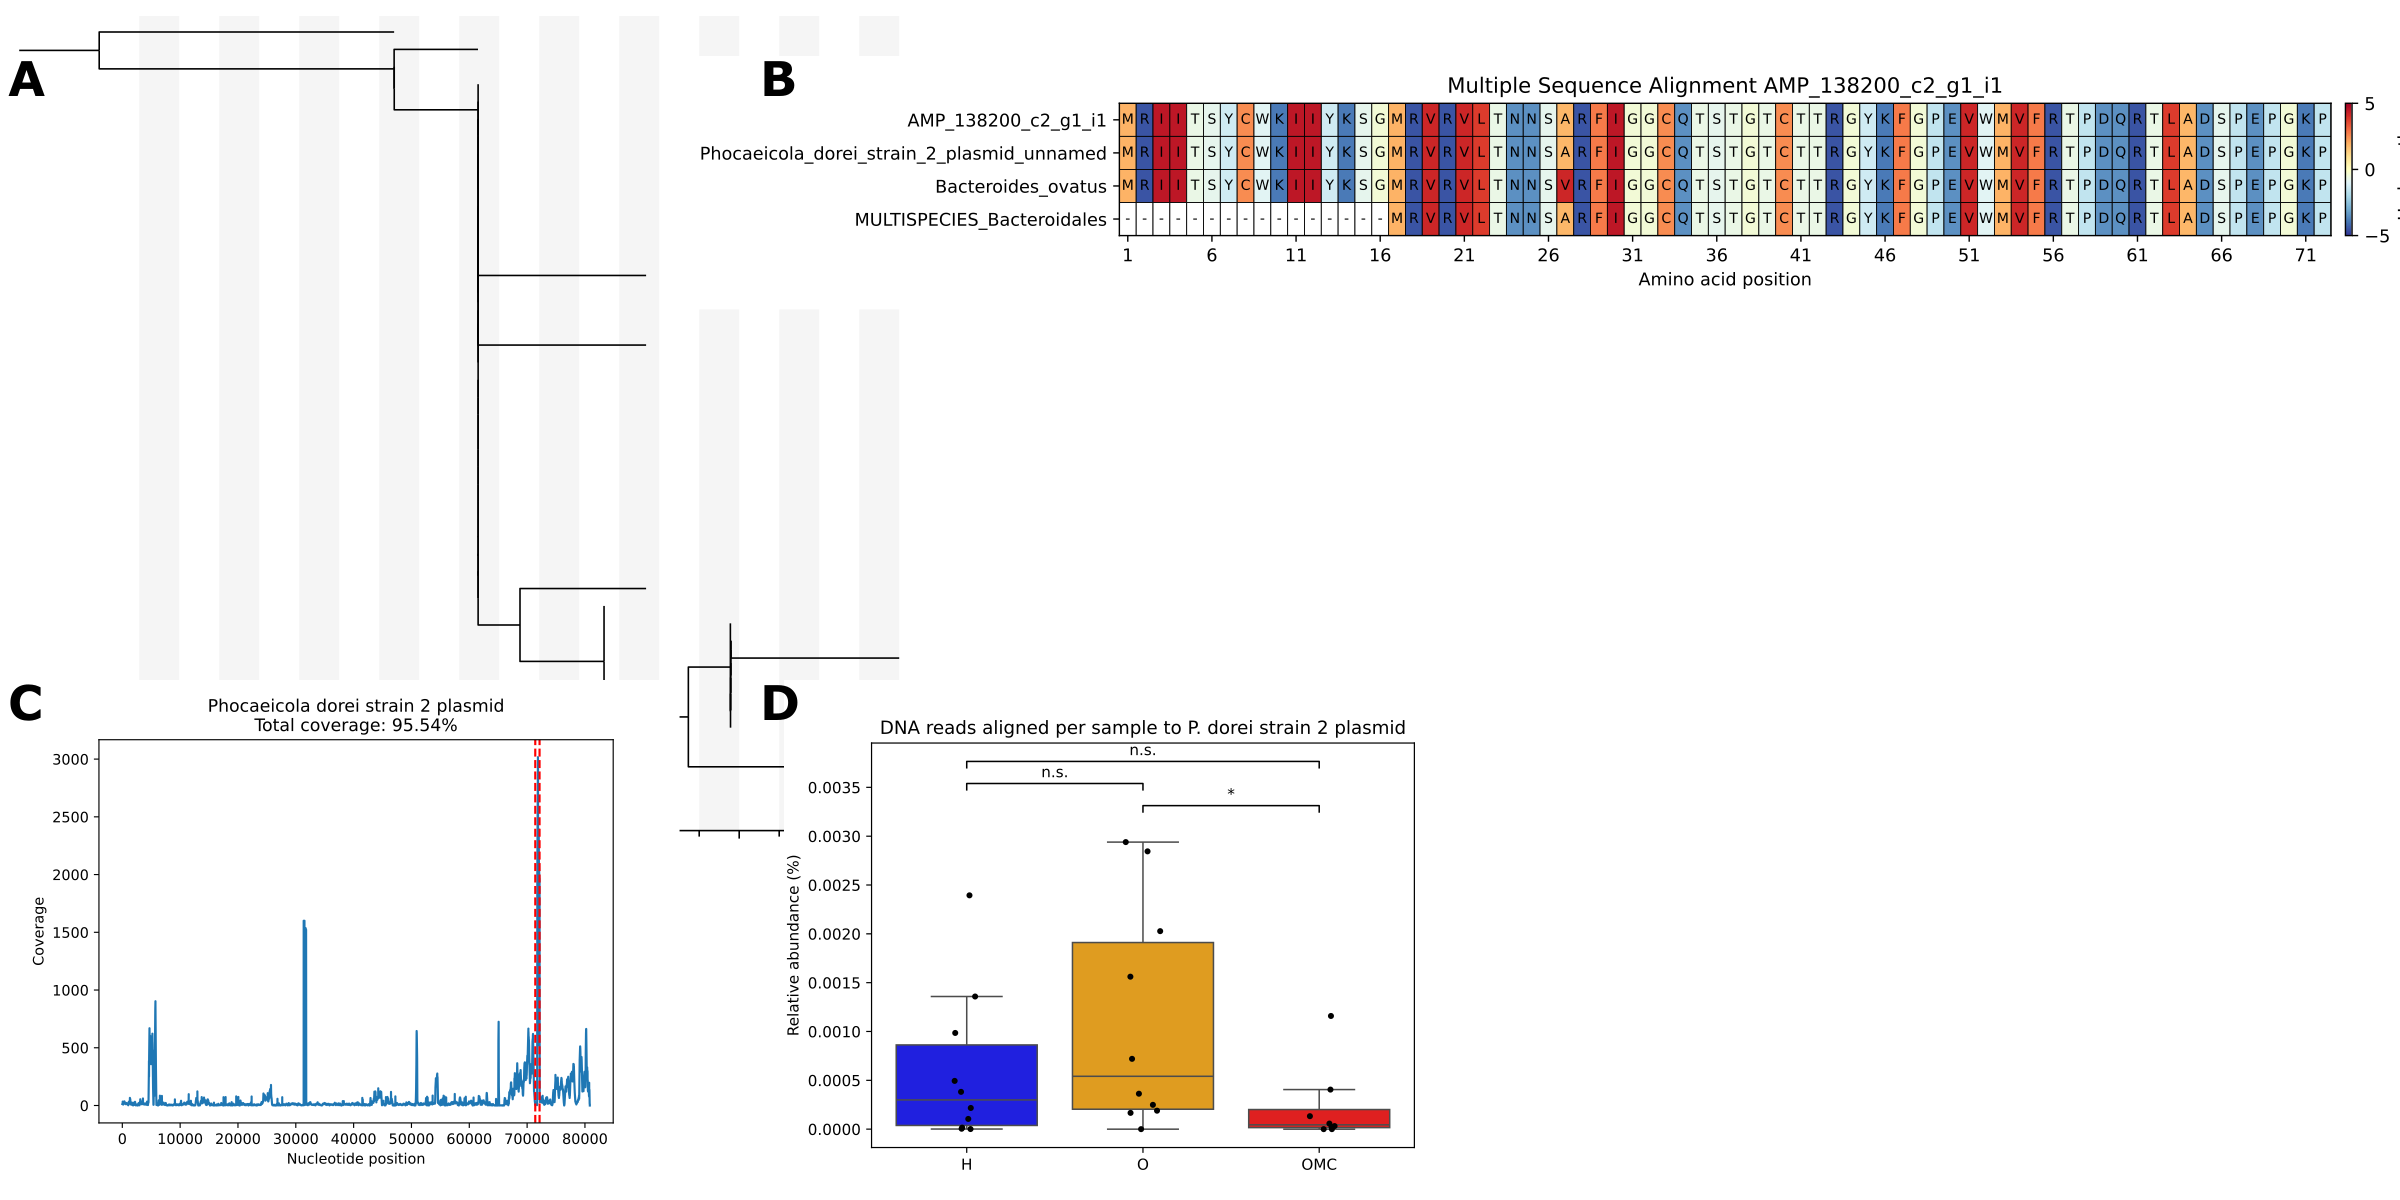 A
B
Multiple Sequence Alignment AMP_138200_c2_g1_i1
AMP_138200_c2_g1_i1 M R I I T S Y C W K I I Y K S G M R V R V L T N N S A R F I G G C Q T S T G T C T T R G Y K F G P E V W M V F R T P D Q R T L A D S P E P G K P
Phocaeicola_dorei_strain_2_plasmid_unnamed M R I I T S Y C W K I I Y K S G M R V R V L T N N S A R F I G G C Q T S T G T C T T R G Y K F G P E V W M V F R T P D Q R T L A D S P E P G K P
Bacteroides_ovatus M R I I T S Y C W K I I Y K S G M R V R V L T N N S V R F I G G C Q T S T G T C T T R G Y K F G P E V W M V F R T P D Q R T L A D S P E P G K P
MULTISPECIES_Bacteroidales - - - - - - - - - - - - - - - - M R V R V L T N N S A R F I G G C Q T S T G T C T T R G Y K F G P E V W M V F R T P D Q R T L A D S P E P G K P
1 6 11 16 21 26 31 36 41 46 51 56 61 66 71
Amino acid position
5
0
−5
C
Phocaeicola dorei strain 2 plasmid
Total coverage: 95.54%
3000
2500
2000
1500
1000
500
0
Coverage
0 10000 20000 30000 40000 50000 60000 70000 80000
Nucleotide position
D
DNA reads aligned per sample to P. dorei strain 2 plasmid
n.s.
n.s.
*
0.0035
0.0030
0.0025
0.0020
0.0015
0.0010
0.0005
0.0000
Relative abundance (%)
H O OMC